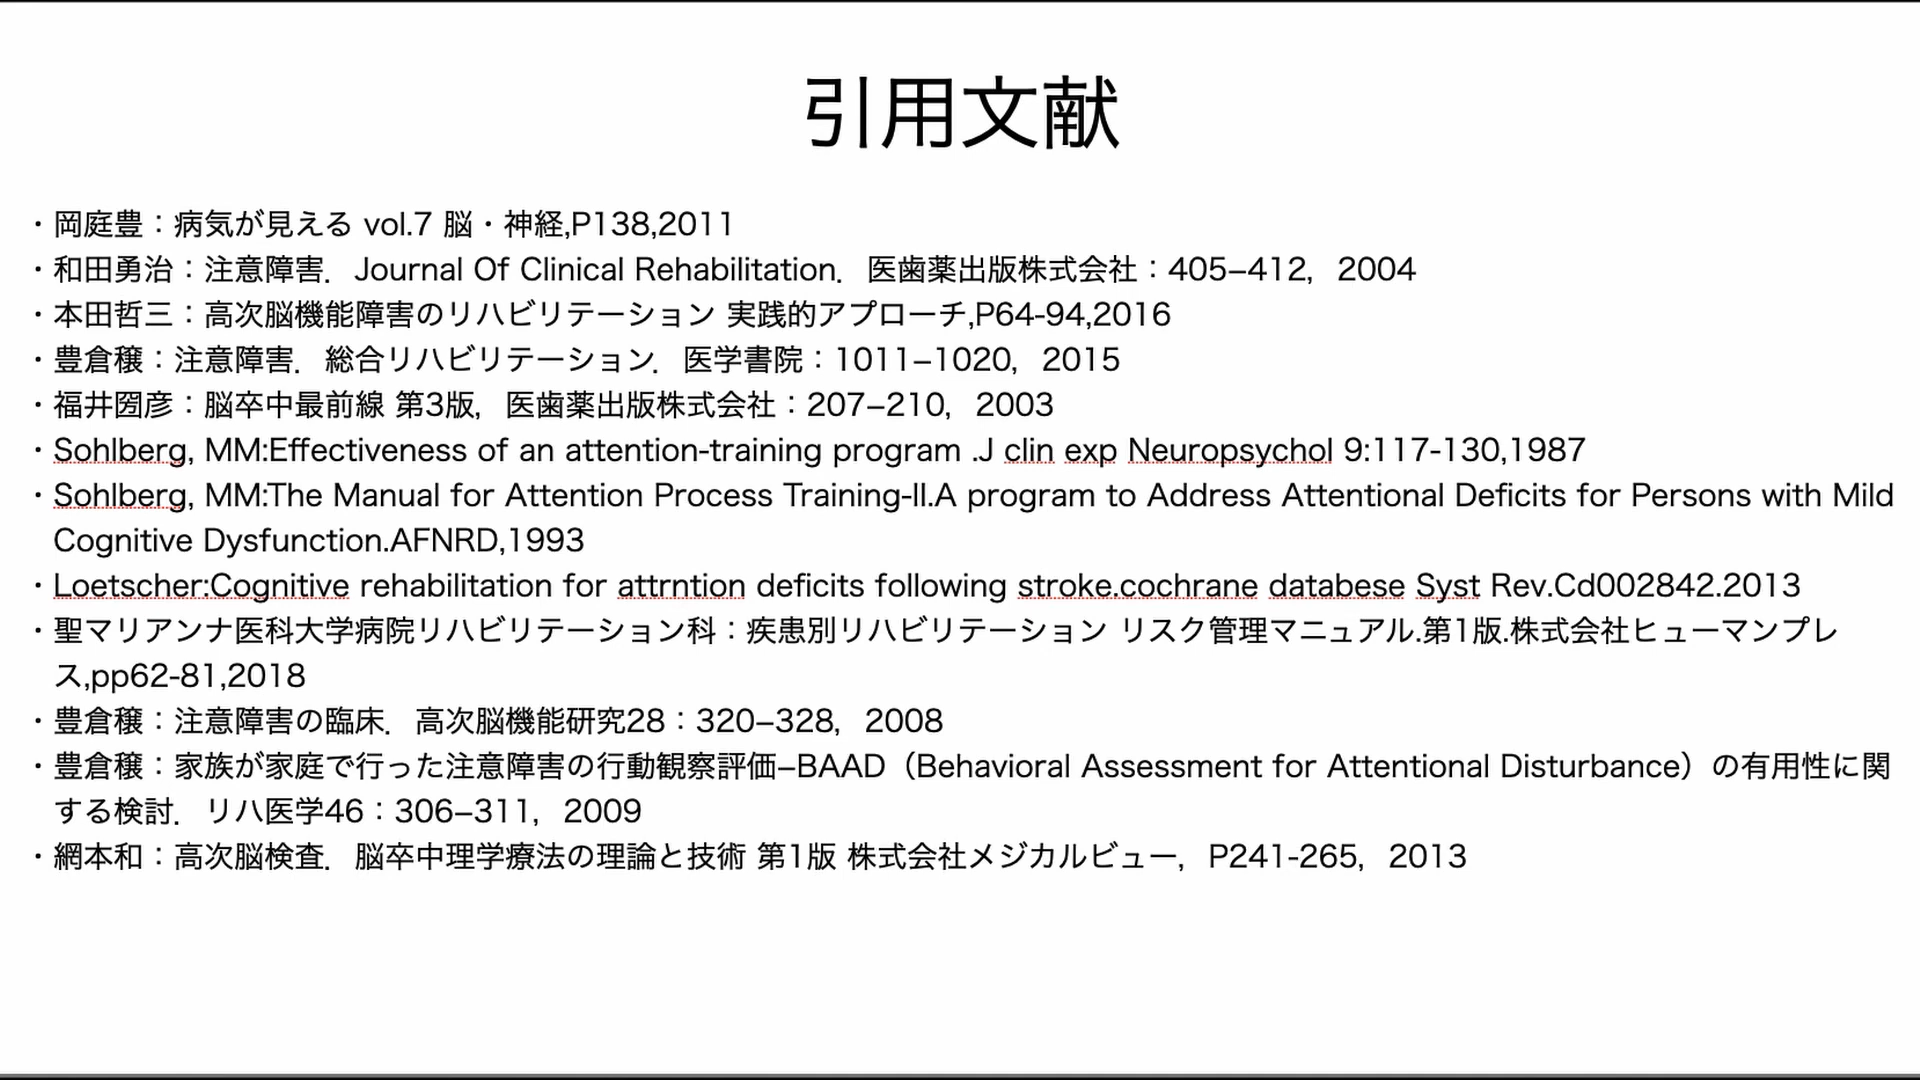 引用文献
・岡庭豊：病気が見える vol.7 脳・神経,P138,2011
・和田勇治：注意障害．Journal Of Clinical Rehabilitation．医歯薬出版株式会社：405–412，2004
・本田哲三：高次脳機能障害のリハビリテーション 実践的アプローチ,P64-94,2016
・豊倉穣：注意障害．総合リハビリテーション．医学書院：1011–1020，2015
・福井圀彦：脳卒中最前線 第3版，医歯薬出版株式会社：207–210，2003
・Sohlberg, MM:Effectiveness of an attention-training program .J clin exp Neuropsychol 9:117-130,1987
・Sohlberg, MM:The Manual for Attention Process Training-II.A program to Address Attentional Deficits for Persons with Mild
Cognitive Dysfunction.AFNRD,1993
・Loetscher:Cognitive rehabilitation for attrntion deficits following stroke.cochrane databese Syst Rev.Cd002842.2013
・聖マリアンナ医科大学病院リハビリテーション科：疾患別リハビリテーション リスク管理マニュアル.第1版.株式会社ヒューマンプレ
ス,pp62-81,2018
・豊倉穣：注意障害の臨床．高次脳機能研究28：320–328，2008
・豊倉穣：家族が家庭で行った注意障害の行動観察評価–BAAD（Behavioral Assessment for Attentional Disturbance）の有用性に関
する検討．リハ医学46：306–311，2009
・網本和：高次脳検査．脳卒中理学療法の理論と技術 第1版 株式会社メジカルビュー，P241-265，2013